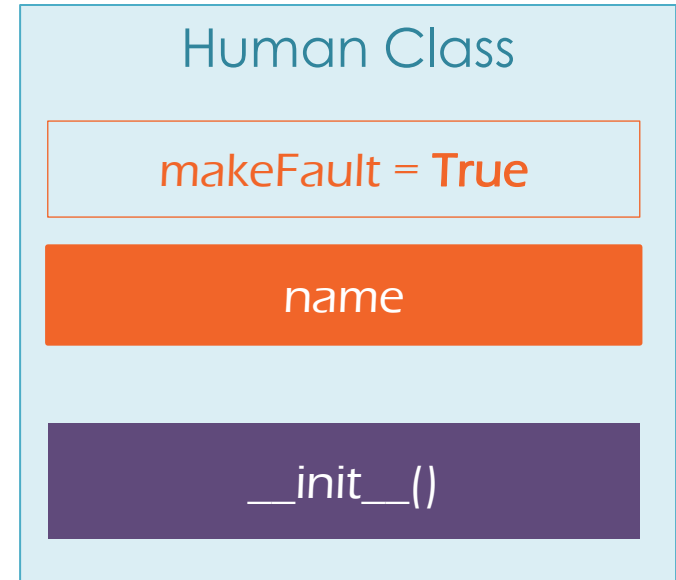 Human Class
makeFault = True
name
__init__()